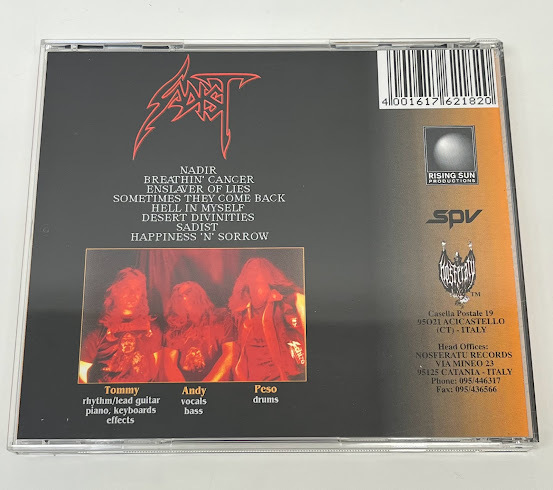 SADIST
NADIR
BREATHIN' CANCER
ENSLAVER OF LIES
SOMETIMES THEY COME BACK
HELL IN MYSELF
DESERT DIVINITIES
SADIST
HAPPINESS 'N' SORROW
Tommy
rhythm/lead guitar
piano, keyboards
effects
Andy
vocals
bass
Peso
drums
4 001617 621820
RISING SUN
PRODUCTIONS
SPV
Nosferatu
TM
Casella Postale 19
95021 ACICASTELLO
(CT) - ITALY
Head Offices:
NOSFERATU RECORDS
VIA MINEO 23
95125 CATANIA - ITALY
Phone: 095/446317
Fax: 095/436566